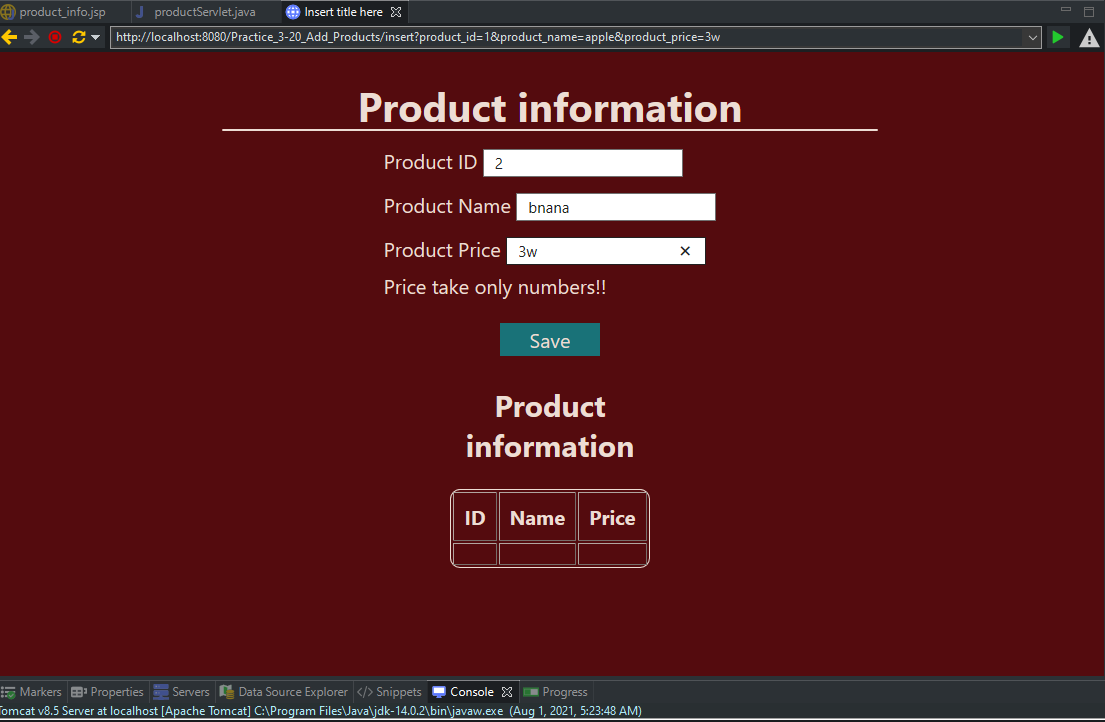 product_info.jsp productServlet.java Insert title here
http://localhost:8080/Practice_3-20_Add_Products/insert?product_id=1&product_name=apple&product_price=3w
Product information
Product ID 2
Product Name bnana
Product Price 3w
Price take only numbers!!
Save
Product
information
ID Name Price
Markers Properties Servers Data Source Explorer Snippets Console Progress
Tomcat v8.5 Server at localhost [Apache Tomcat] C:\Program Files\Java\jdk-14.0.2\bin\javaw.exe (Aug 1, 2021, 5:23:48 AM)